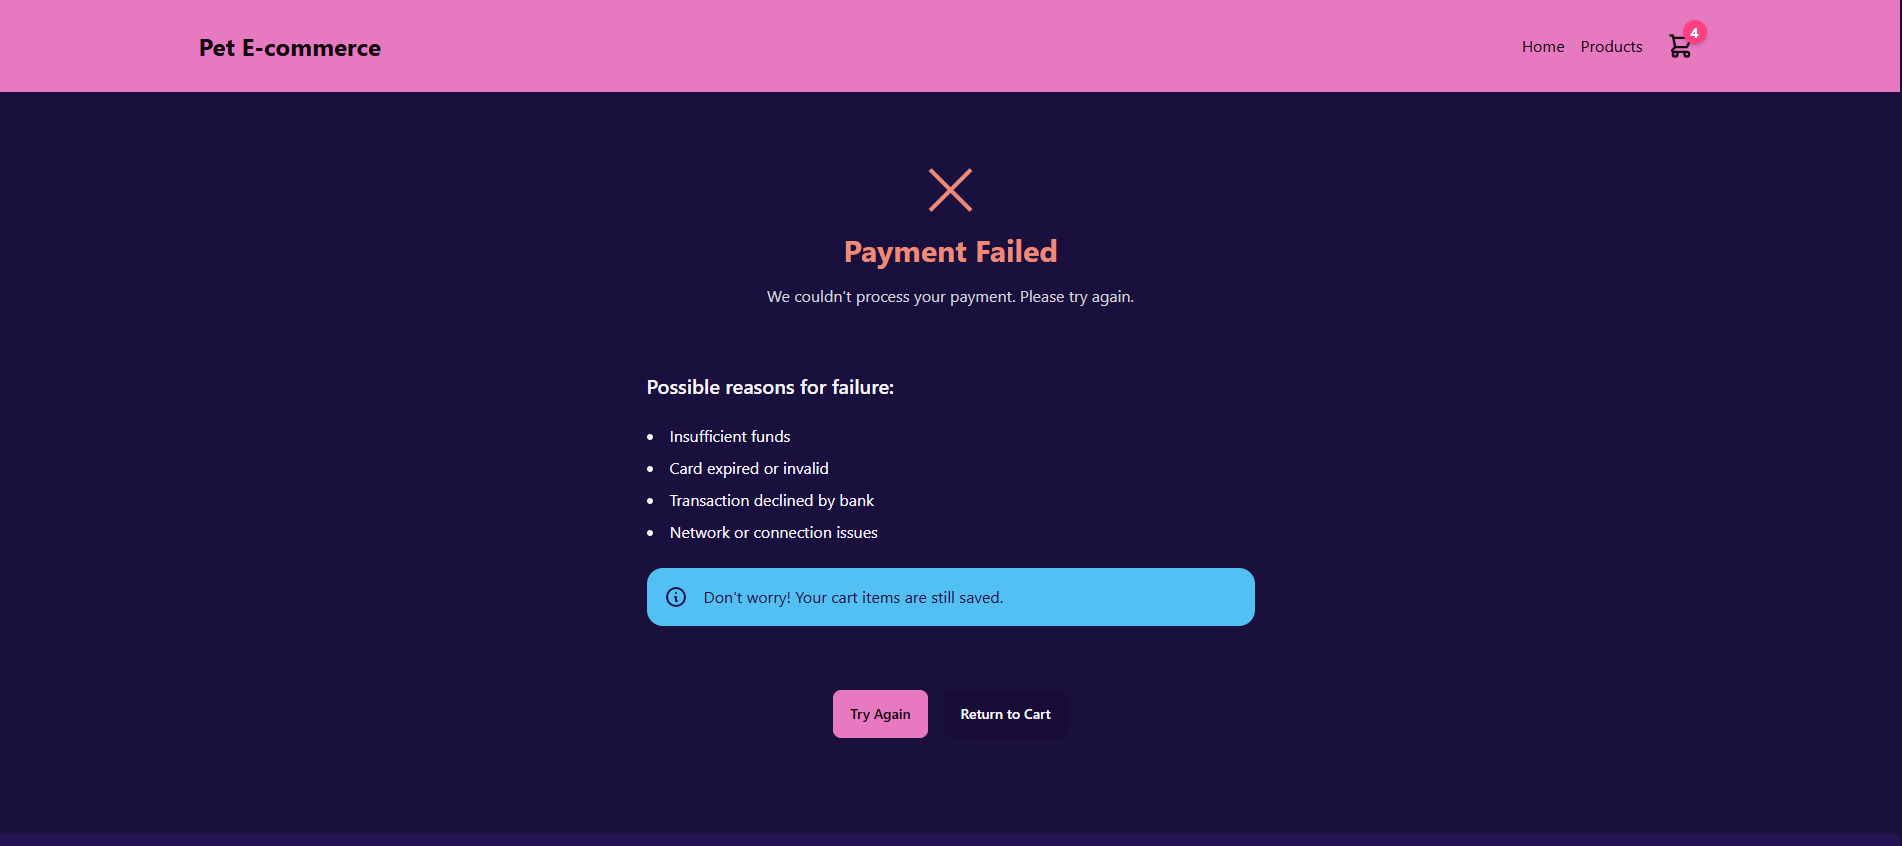 Pet E-commerce
Home
Products
4
Payment Failed
We couldn't process your payment. Please try again.
Possible reasons for failure:
Insufficient funds
Card expired or invalid
Transaction declined by bank
Network or connection issues
Don't worry! Your cart items are still saved.
Try Again
Return to Cart